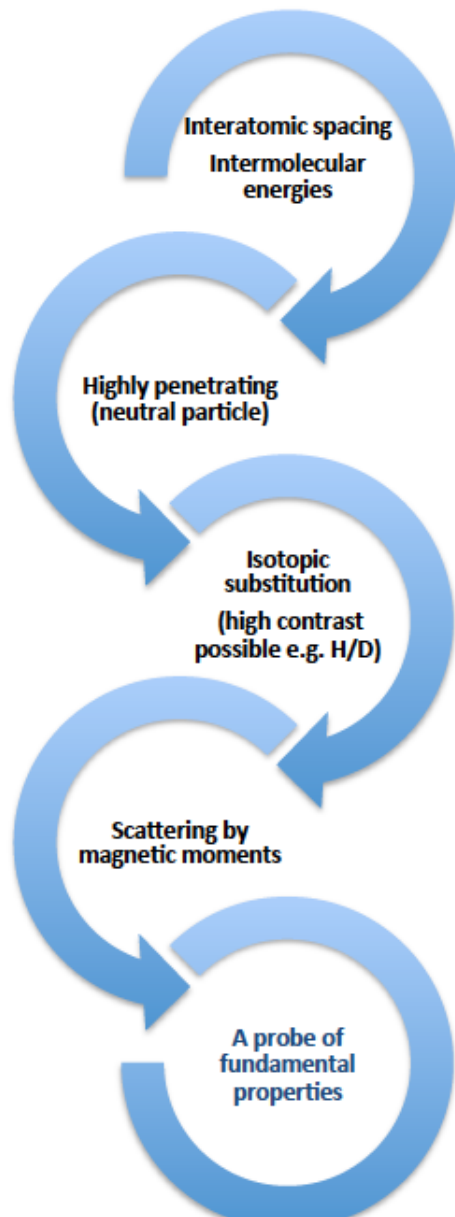 Interatomic spacing
Intermolecular
energies
Highly penetrating
(neutral particle)
Isotopic
substitution
(high contrast
possible e.g. H/D)
Scattering by
magnetic moments
A probe of
fundamental
properties